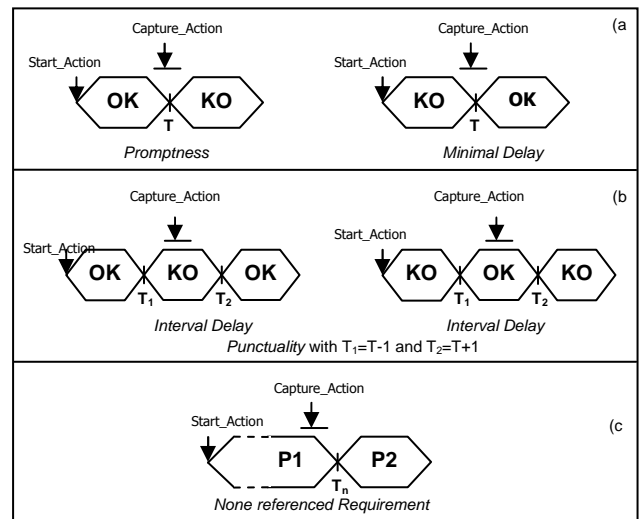 (a
Capture_Action Capture_Action
Start_Action Start_Action
OK KO KO OK
T T
Promptness Minimal Delay
(b
Capture_Action Capture_Action
Start_Action Start_Action
OK KO OK KO OK KO
T1 T2 T1 T2
Interval Delay Interval Delay
Punctuality with T1=T-1 and T2=T+1
Capture_Action
Start_Action (c
P1 P2
Tn
None referenced Requirement